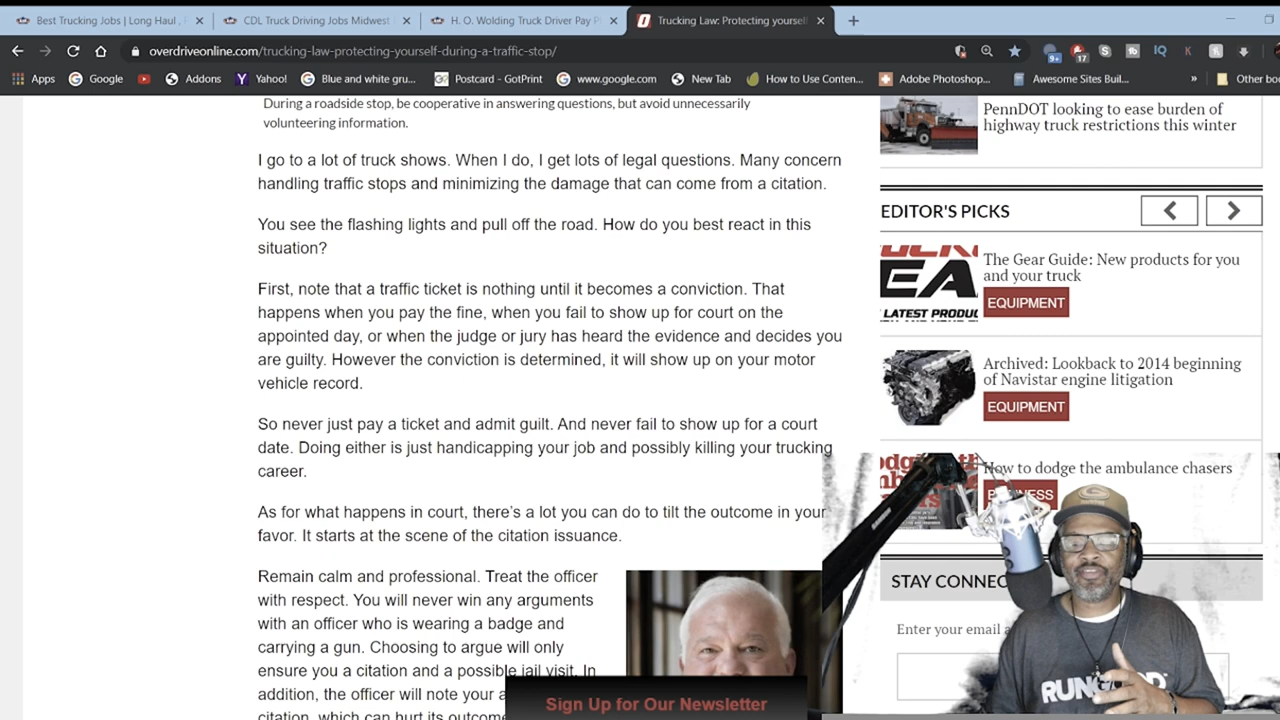 Best Trucking Jobs | Long Haul
CDL Truck Driving Jobs Midwest
H. O. Wolding Truck Driver Pay
Trucking Law: Protecting yourself
overdriveonline.com/trucking-law-protecting-yourself-during-a-traffic-stop/
9+
17
IQ
K
Apps
Google
Addons
Yahoo!
Blue and white gru...
Postcard - GotPrint
www.google.com
New Tab
How to Use Conten...
Adobe Photoshop...
Awesome Sites Buil...
»
Other boo
During a roadside stop, be cooperative in answering questions, but avoid unnecessarily
volunteering information.
I go to a lot of truck shows. When I do, I get lots of legal questions. Many concern
handling traffic stops and minimizing the damage that can come from a citation.
You see the flashing lights and pull off the road. How do you best react in this
situation?
First, note that a traffic ticket is nothing until it becomes a conviction. That
happens when you pay the fine, when you fail to show up for court on the
appointed day, or when the judge or jury has heard the evidence and decides you
are guilty. However the conviction is determined, it will show up on your motor
vehicle record.
So never just pay a ticket and admit guilt. And never fail to show up for a court
date. Doing either is just handicapping your job and possibly killing your trucking
career.
As for what happens in court, there's a lot you can do to tilt the outcome in your
favor. It starts at the scene of the citation issuance.
Remain calm and professional. Treat the officer
with respect. You will never win any arguments
with an officer who is wearing a badge and
carrying a gun. Choosing to argue will only
ensure you a citation and a possible jail visit. In
addition, the officer will note your a
citation, which can hurt its outcome
Sign Up for Our Newsletter
PennDOT looking to ease burden of
highway truck restrictions this winter
EDITOR'S PICKS
EA
LATEST PRODU
The Gear Guide: New products for you
and your truck
EQUIPMENT
Archived: Lookback to 2014 beginning
of Navistar engine litigation
EQUIPMENT
How to dodge the ambulance chasers
STAY CONNEC
Enter your email a